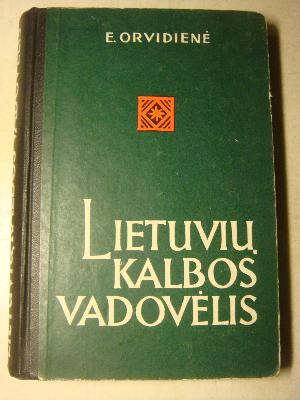 E. ORVIDIENĖ
LIETUVIŲ
KALBOS
VADOVĖLIS